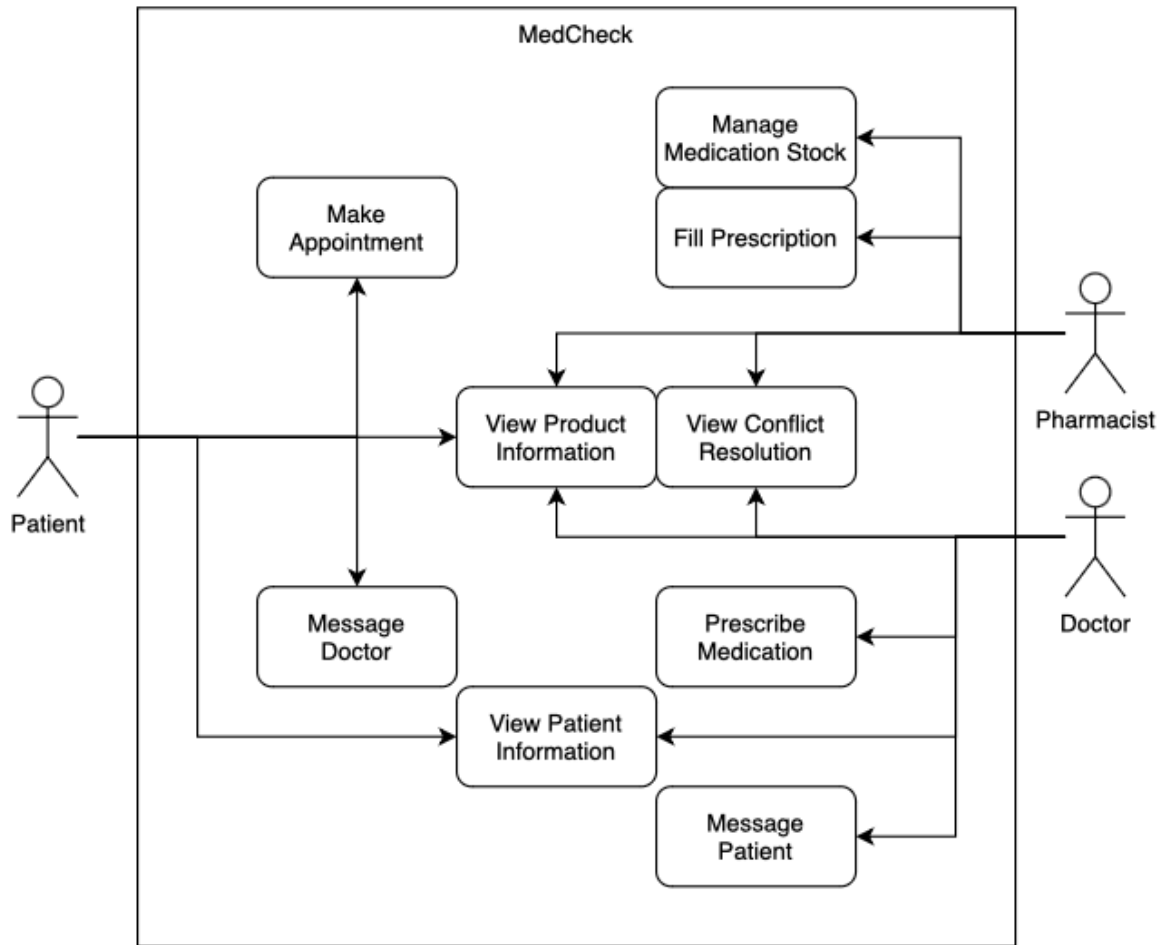 MedCheck
Manage
Medication Stock
Make
Appointment
Fill Prescription
View Product
Information
View Conflict
Resolution
Pharmacist
Patient
Message
Doctor
Prescribe
Medication
Doctor
View Patient
Information
Message
Patient